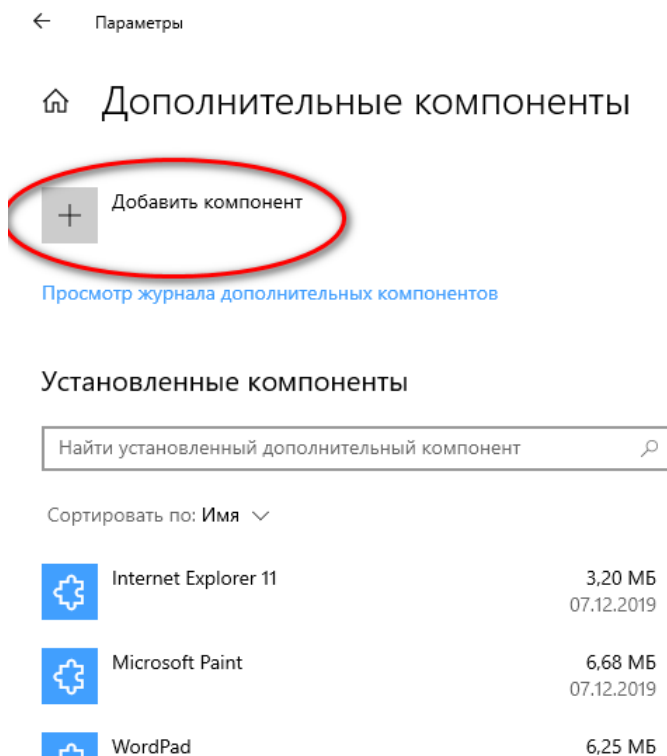 Параметры
Дополнительные компоненты
Добавить компонент
Просмотр журнала дополнительных компонентов
Установленные компоненты
Найти установленный дополнительный компонент
Сортировать по: Имя
Internet Explorer 11 3,20 МБ
07.12.2019
Microsoft Paint 6,68 МБ
07.12.2019
WordPad 6,25 МБ